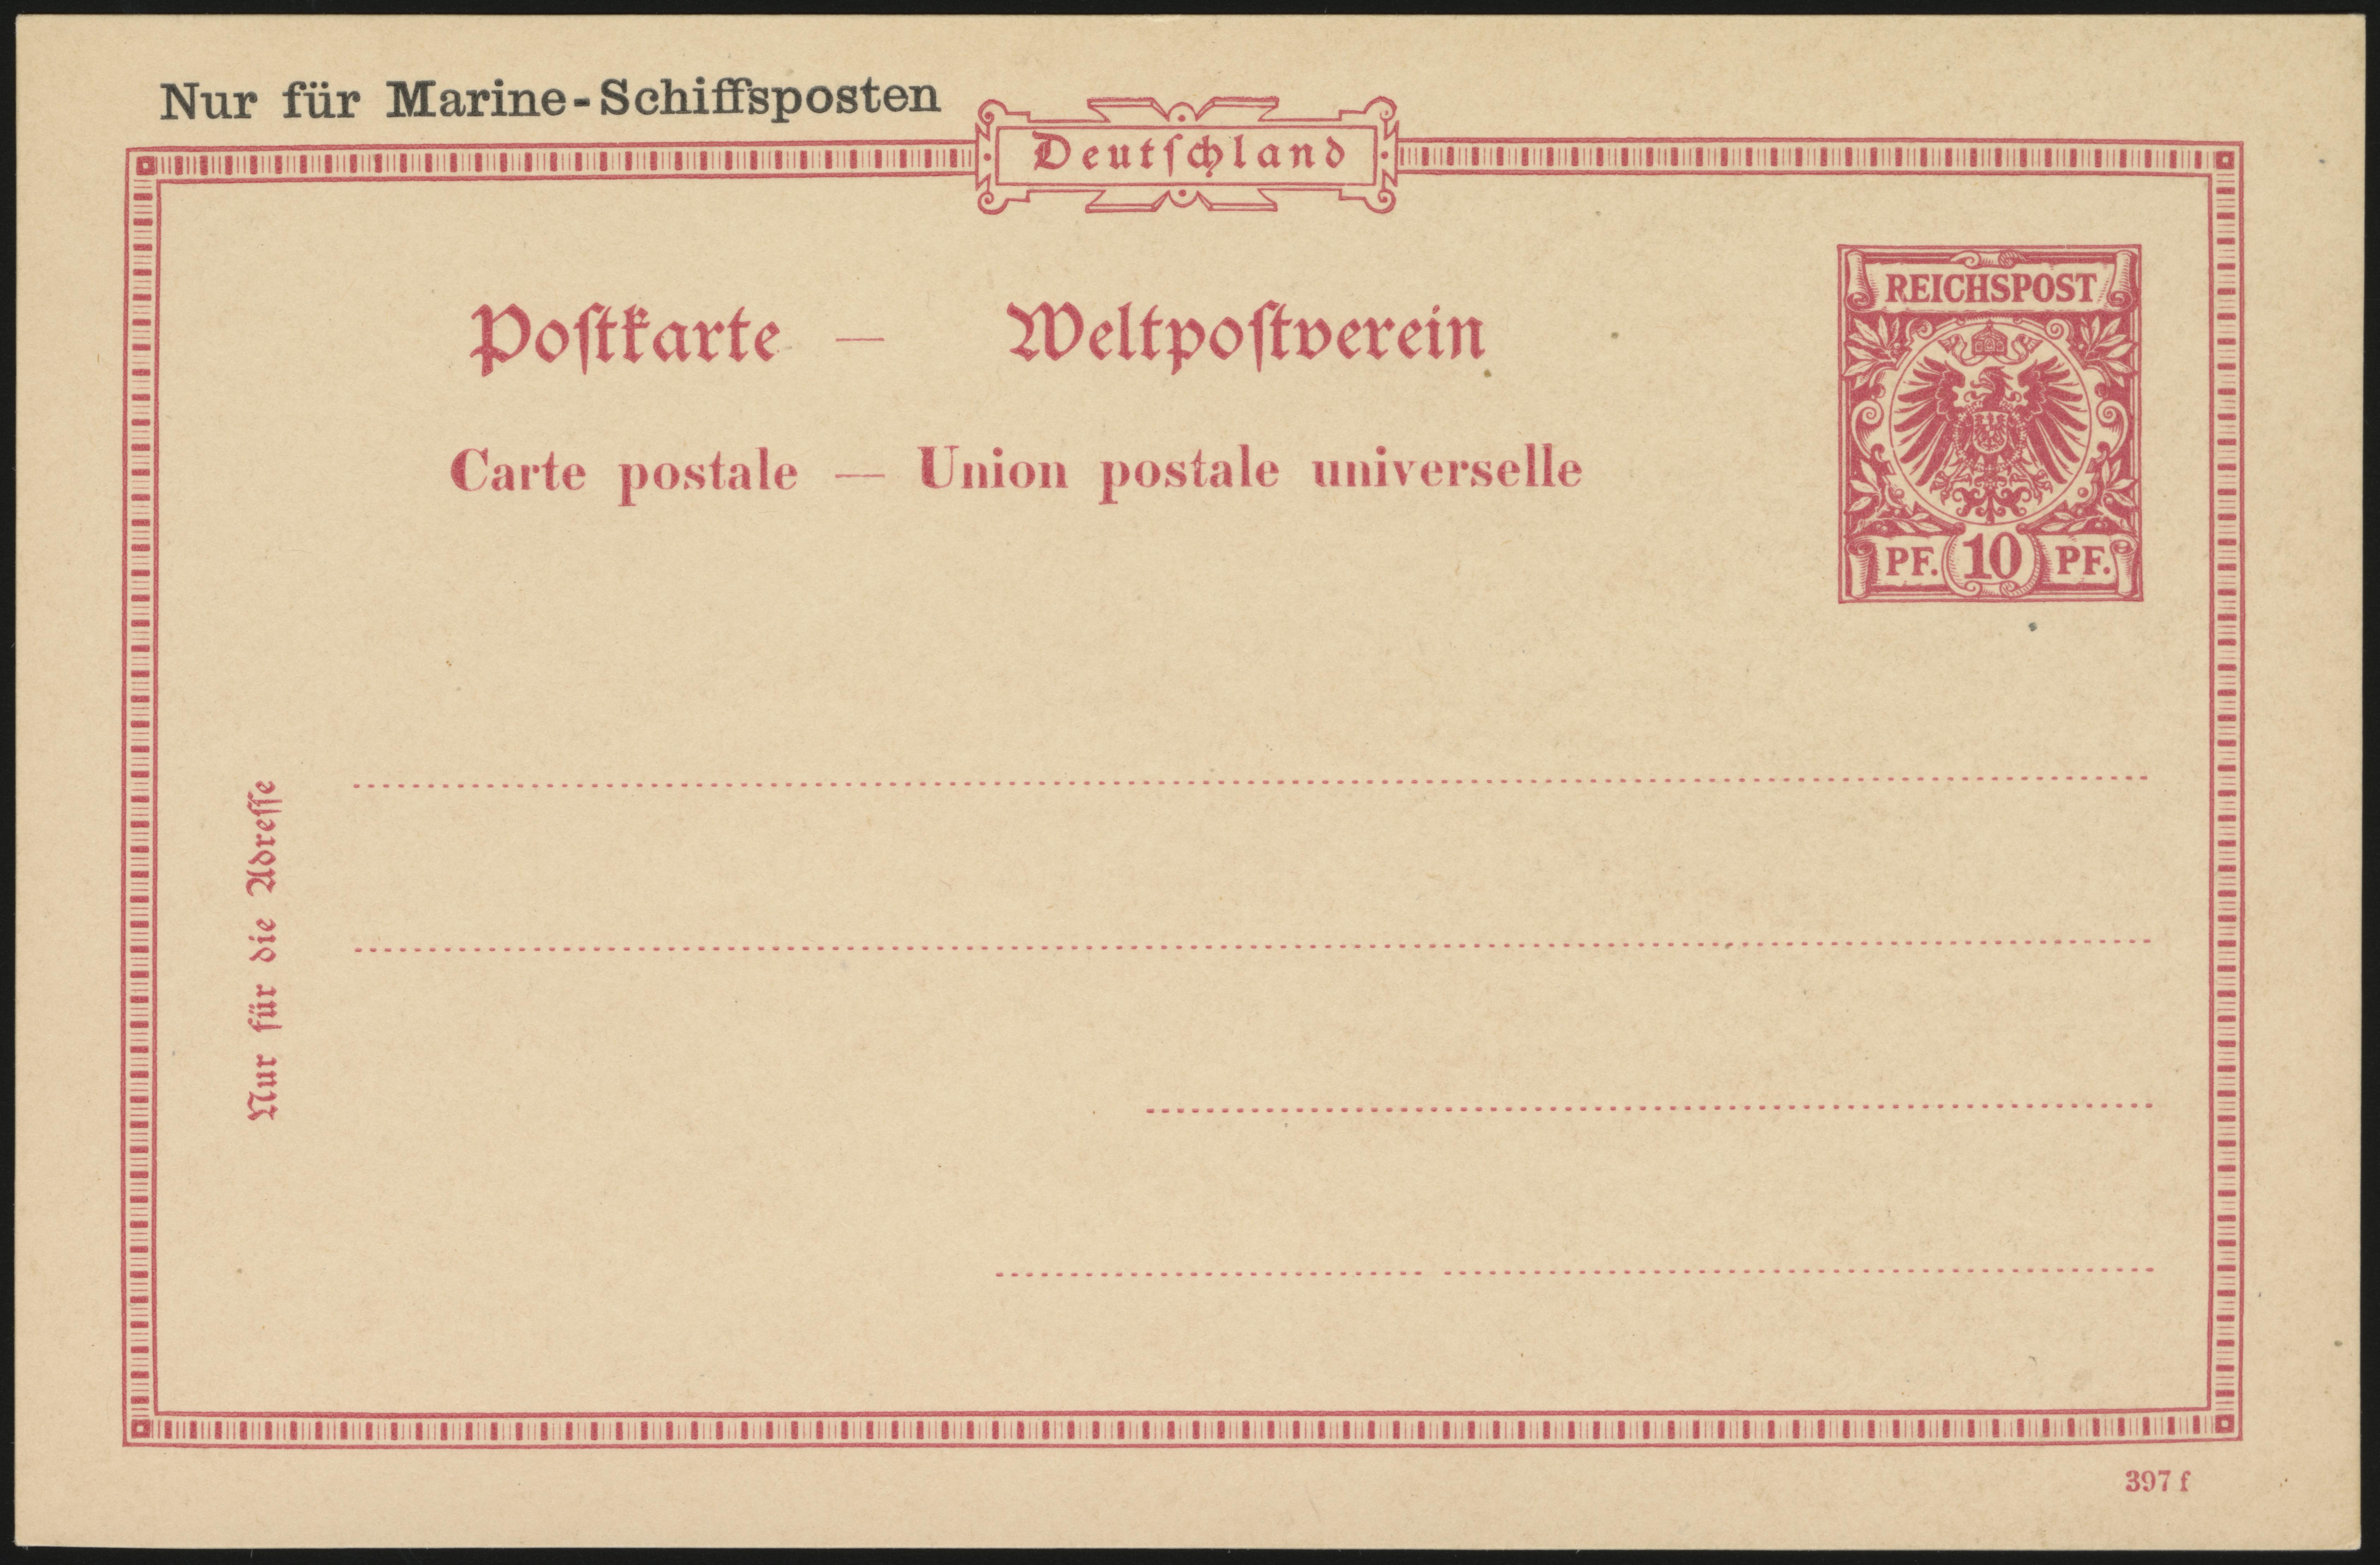 Nur für Marine-Schiffsposten
Deutſchland
REICHSPOST
Poſtkarte — Weltpoſtverein
Carte postale — Union postale universelle
PF. 10 PF.
Nur für die Adreſſe
397 f